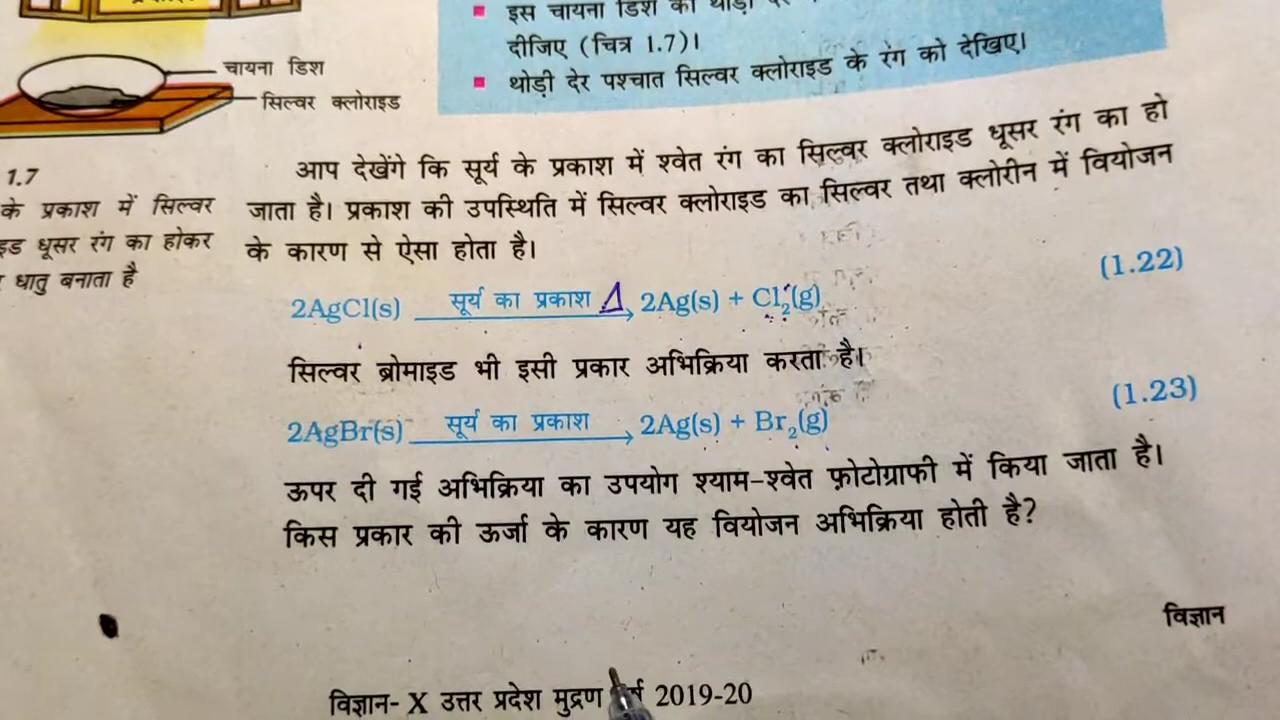 इस चायना डिश को थोड़ी
दीजिए (चित्र 1.7)।
थोड़ी देर पश्चात सिल्वर क्लोराइड के रंग को देखिए।
चायना डिश
सिल्वर क्लोराइड
1.7
के प्रकाश में सिल्वर
इड धूसर रंग का होकर
धातु बनाता है
आप देखेंगे कि सूर्य के प्रकाश में श्वेत रंग का सिल्वर क्लोराइड धूसर रंग का हो
जाता है। प्रकाश की उपस्थिति में सिल्वर क्लोराइड का सिल्वर तथा क्लोरीन में वियोजन
के कारण से ऐसा होता है।
2AgCl(s) सूर्य का प्रकाश Δ → 2Ag(s) + Cl₂(g) (1.22)
सिल्वर ब्रोमाइड भी इसी प्रकार अभिक्रिया करता है।
2AgBr(s) सूर्य का प्रकाश → 2Ag(s) + Br₂(g) (1.23)
ऊपर दी गई अभिक्रिया का उपयोग श्याम-श्वेत फ़ोटोग्राफी में किया जाता है।
किस प्रकार की ऊर्जा के कारण यह वियोजन अभिक्रिया होती है?
विज्ञान
विज्ञान- X उत्तर प्रदेश मुद्रण 2019-20